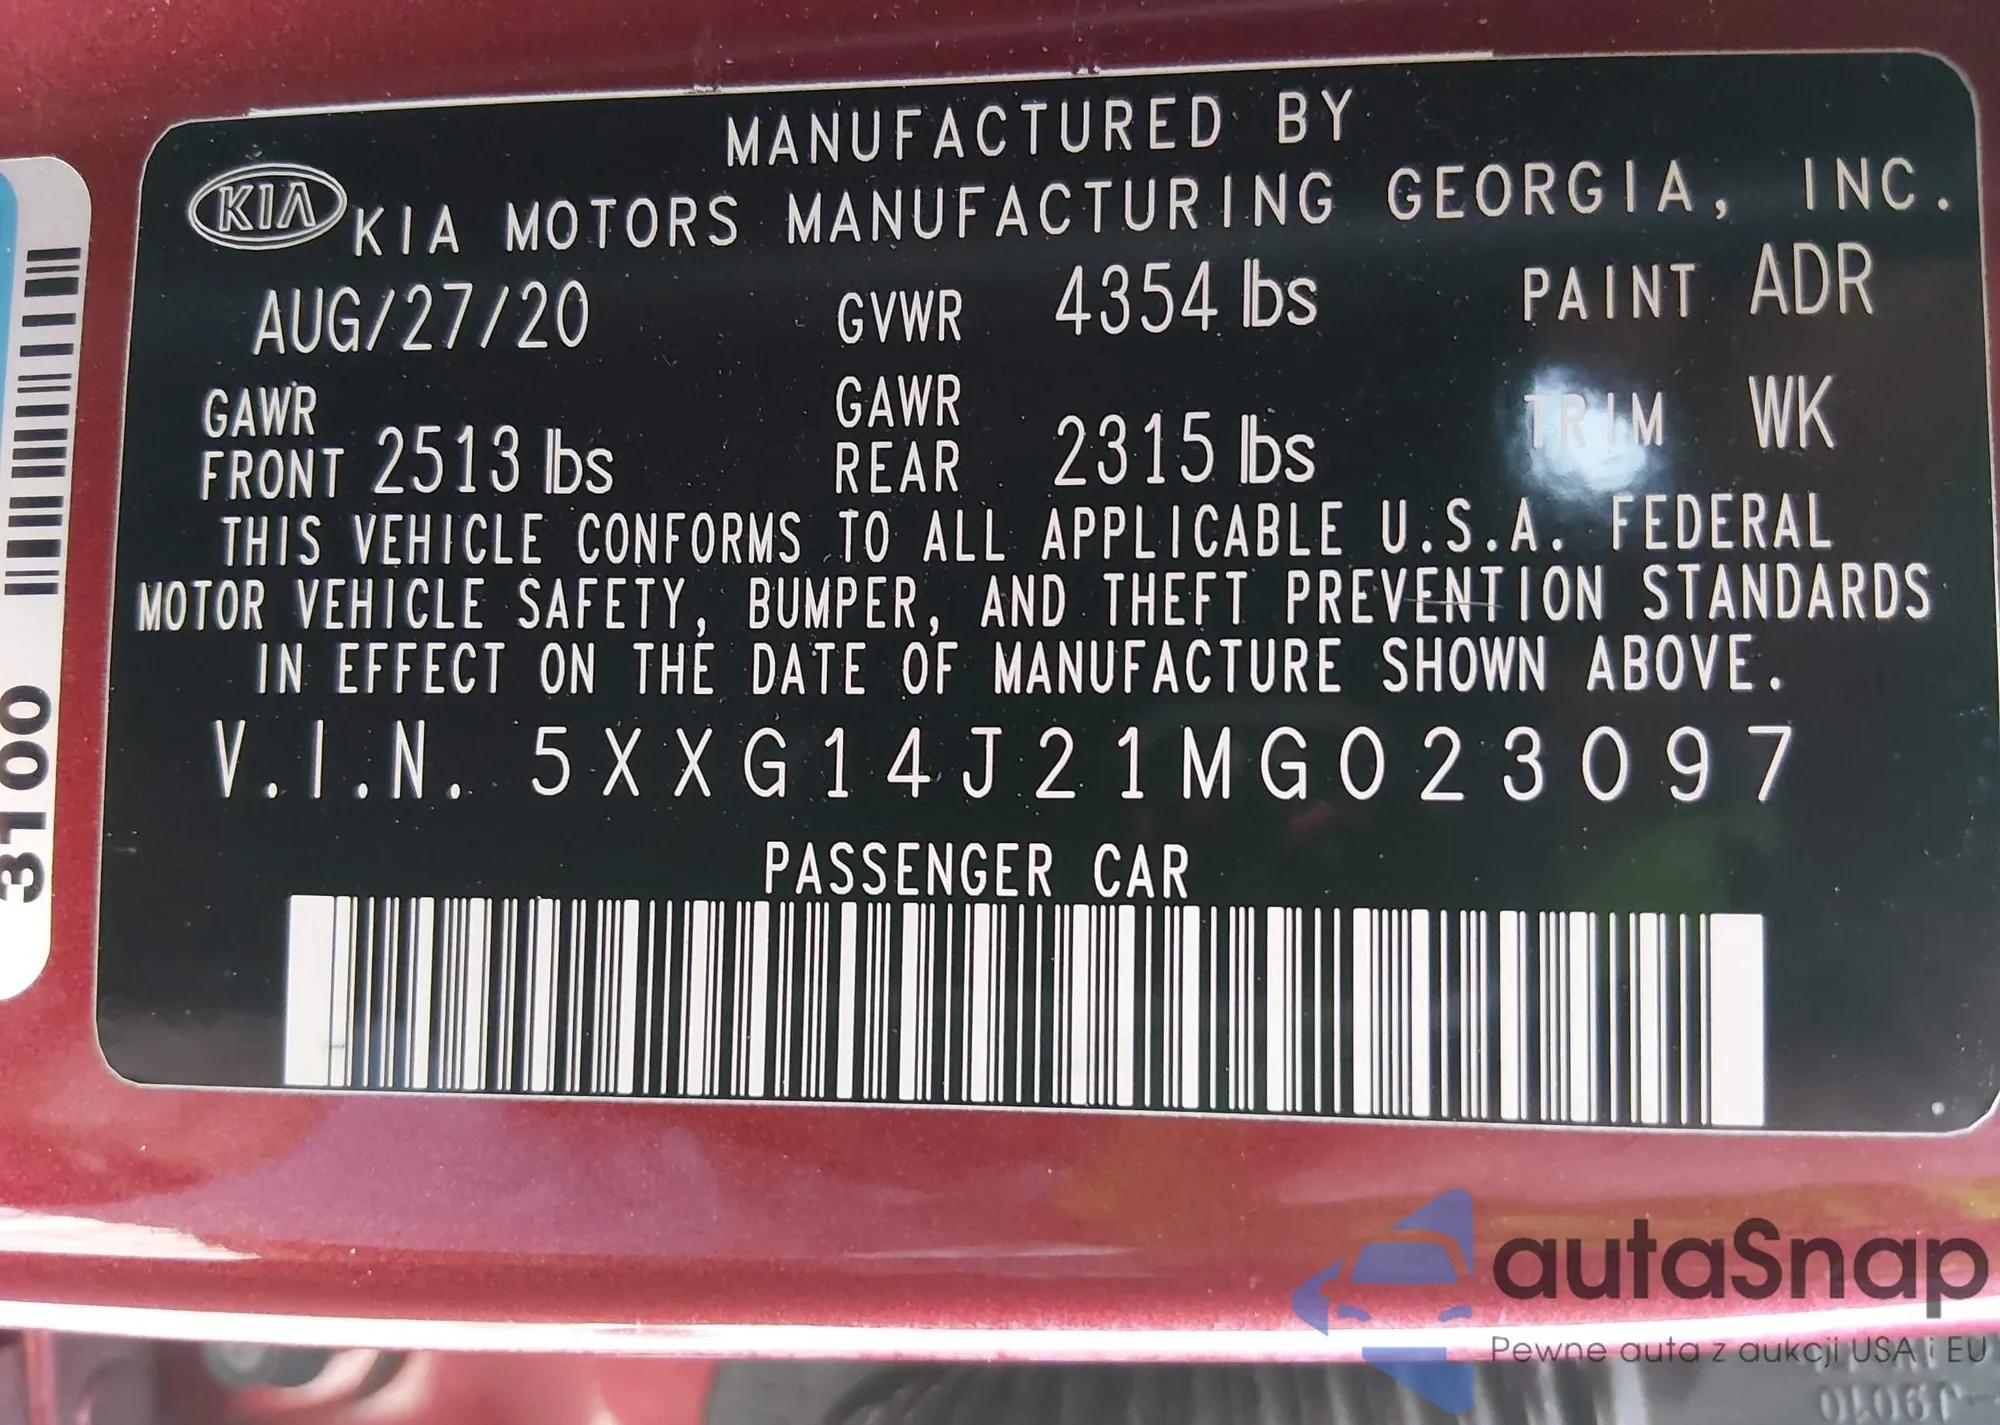 MANUFACTURED BY
KIA KIA MOTORS MANUFACTURING GEORGIA, INC.
AUG/27/20 GVWR 4354 lbs PAINT ADR
GAWR FRONT 2513 lbs GAWR REAR 2315 lbs TRIM WK
THIS VEHICLE CONFORMS TO ALL APPLICABLE U.S.A. FEDERAL
MOTOR VEHICLE SAFETY, BUMPER, AND THEFT PREVENTION STANDARDS
IN EFFECT ON THE DATE OF MANUFACTURE SHOWN ABOVE.
V.I.N. 5XXG14J21MG023097
PASSENGER CAR
3100
autaSnap
Pewne auta z aukcji USA i EU